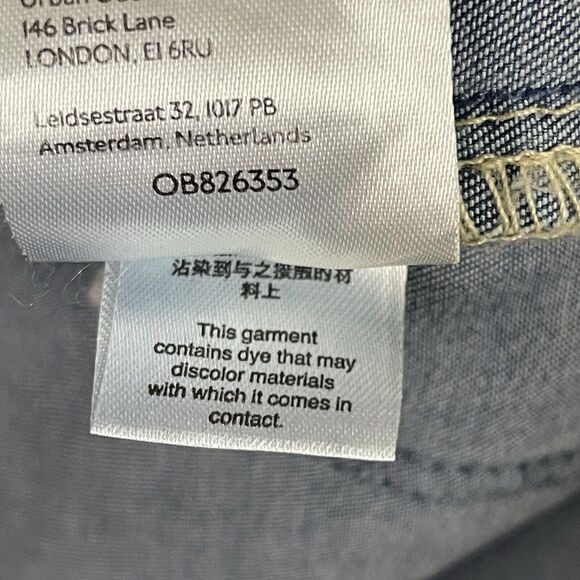 146 Brick Lane
LONDON, E1 6RU
Leidsestraat 32, 1017 PB
Amsterdam, Netherlands
OB826353
沾染到与之接触的材
料上
This garment
contains dye that may
discolor materials
with which it comes in
contact.